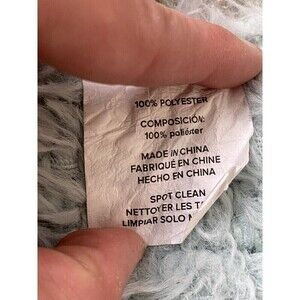 100% POLYESTER
COMPOSICIÓN:
100% poliéster
MADE IN CHINA
FABRIQUÉ EN CHINE
HECHO EN CHINA
SPOT CLEAN
NETTOYER LES
LIMPIAR SOLO